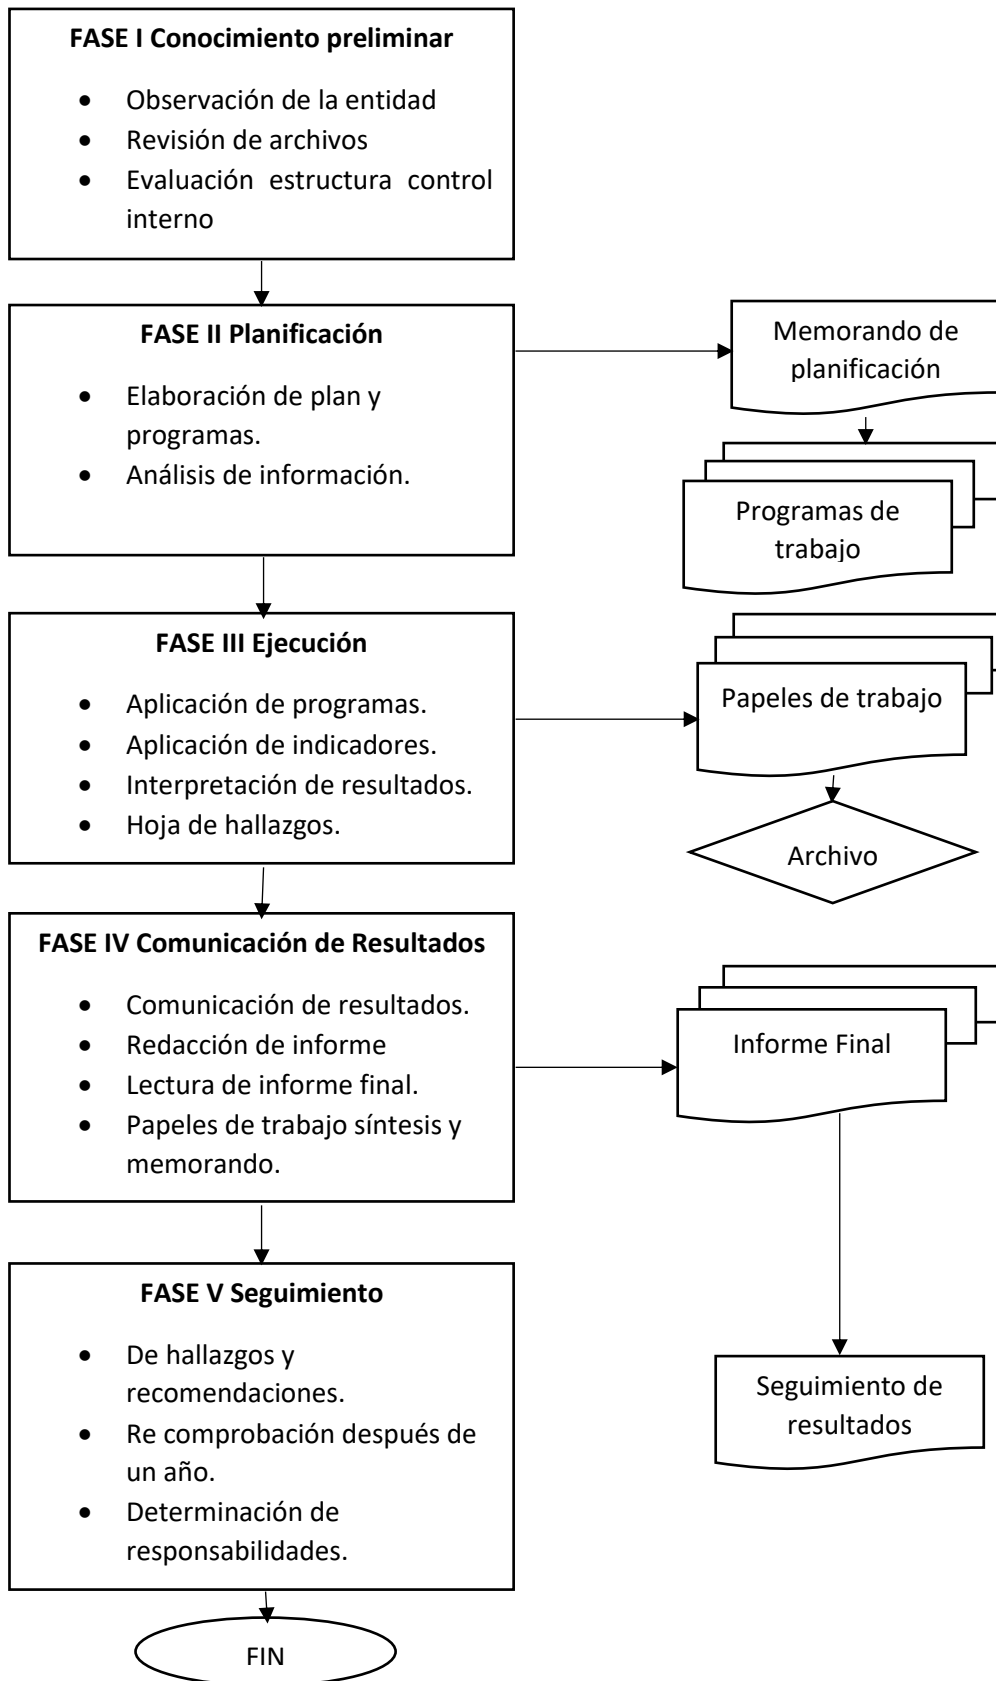 FASE I Conocimiento preliminar
• Observación de la entidad
• Revisión de archivos
• Evaluación estructura control
interno
FASE II Planificación
• Elaboración de plan y
programas.
• Análisis de información.
Memorando de
planificación
Programas de
trabajo
FASE III Ejecución
• Aplicación de programas.
• Aplicación de indicadores.
• Interpretación de resultados.
• Hoja de hallazgos.
Papeles de trabajo
Archivo
FASE IV Comunicación de Resultados
• Comunicación de resultados.
• Redacción de informe
• Lectura de informe final.
• Papeles de trabajo síntesis y
memorando.
Informe Final
FASE V Seguimiento
• De hallazgos y
recomendaciones.
• Re comprobación después de
un año.
• Determinación de
responsabilidades.
Seguimiento de
resultados
FIN